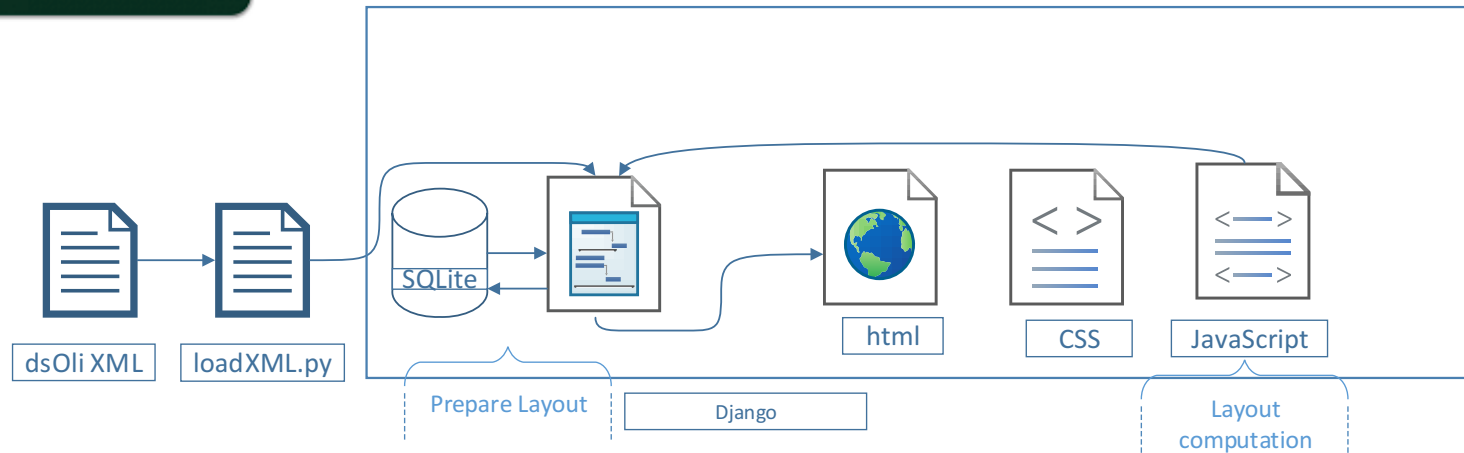 SQLite
html
CSS
JavaScript
dsOli XML
loadXML.py
Prepare Layout
Django
Layout
computation